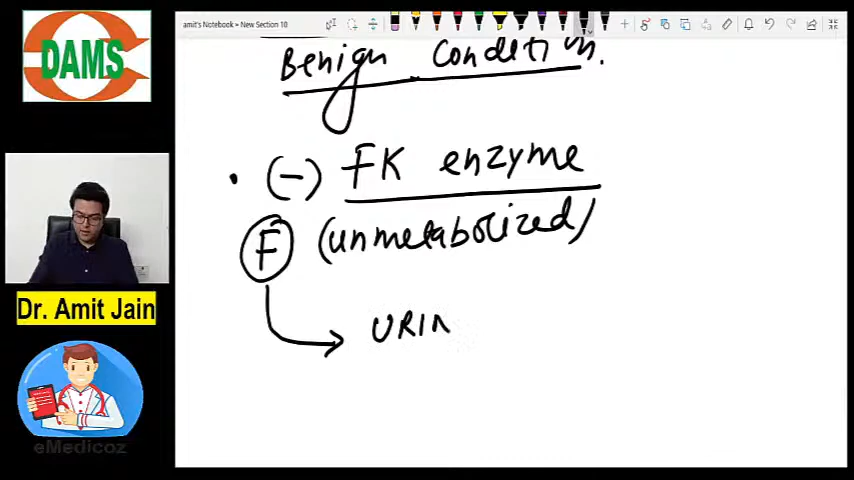 amit's Notebook > New Section 10
DAMS
Benign Condition.
• (-) FK enzyme
F (unmetabolized)
URIN
Dr. Amit Jain
eMedicoz